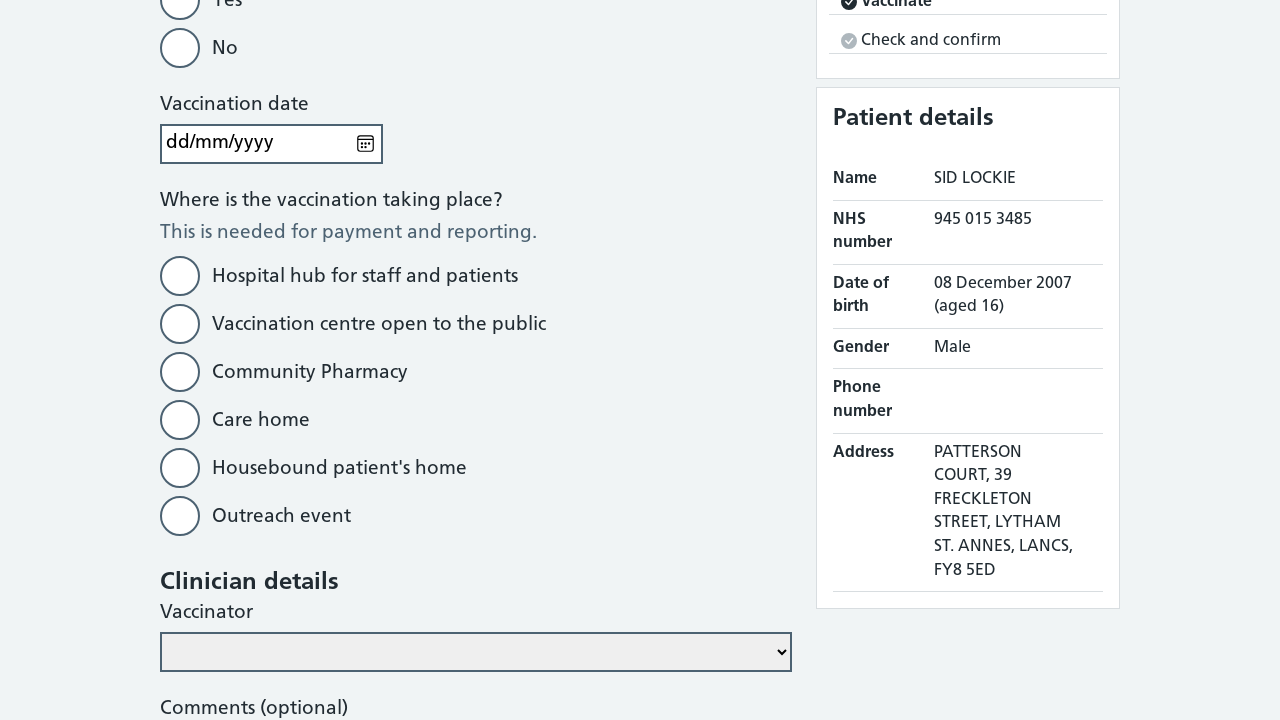 Yes
No
Vaccination date
dd/mm/yyyy
Where is the vaccination taking place?
This is needed for payment and reporting.
Hospital hub for staff and patients
Vaccination centre open to the public
Community Pharmacy
Care home
Housebound patient's home
Outreach event
Clinician details
Vaccinator
Comments (optional)
Vaccinate
Check and confirm
Patient details
Name SID LOCKIE
NHS 945 015 3485
number
Date of 08 December 2007
birth (aged 16)
Gender Male
Phone
number
Address PATTERSON
COURT, 39
FRECKLETON
STREET, LYTHAM
ST. ANNES, LANCS,
FY8 5ED